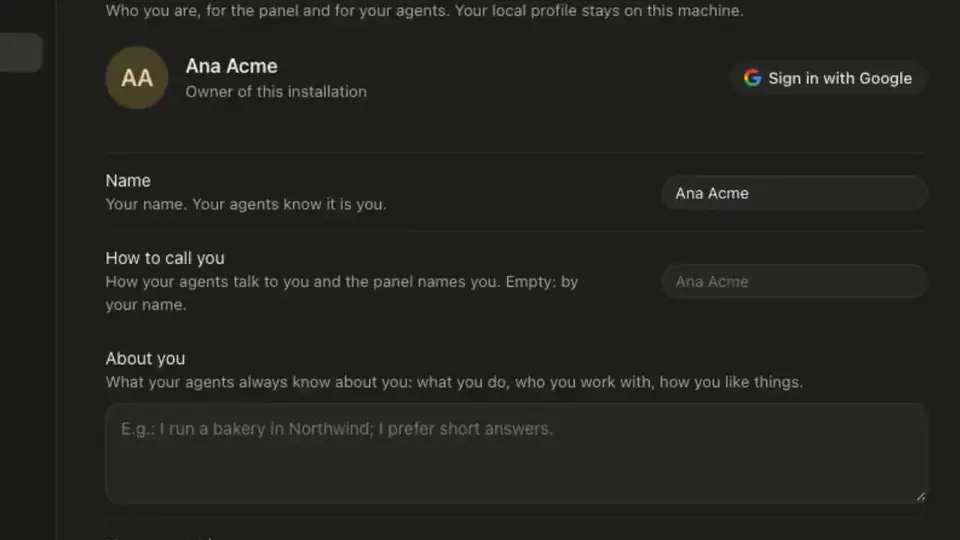 Who you are, for the panel and for your agents. Your local profile stays on this machine.
AA
Ana Acme
Owner of this installation
Sign in with Google
Name
Your name. Your agents know it is you.
Ana Acme
How to call you
How your agents talk to you and the panel names you. Empty: by
your name.
Ana Acme
About you
What your agents always know about you: what you do, who you work with, how you like things.
E.g.: I run a bakery in Northwind; I prefer short answers.